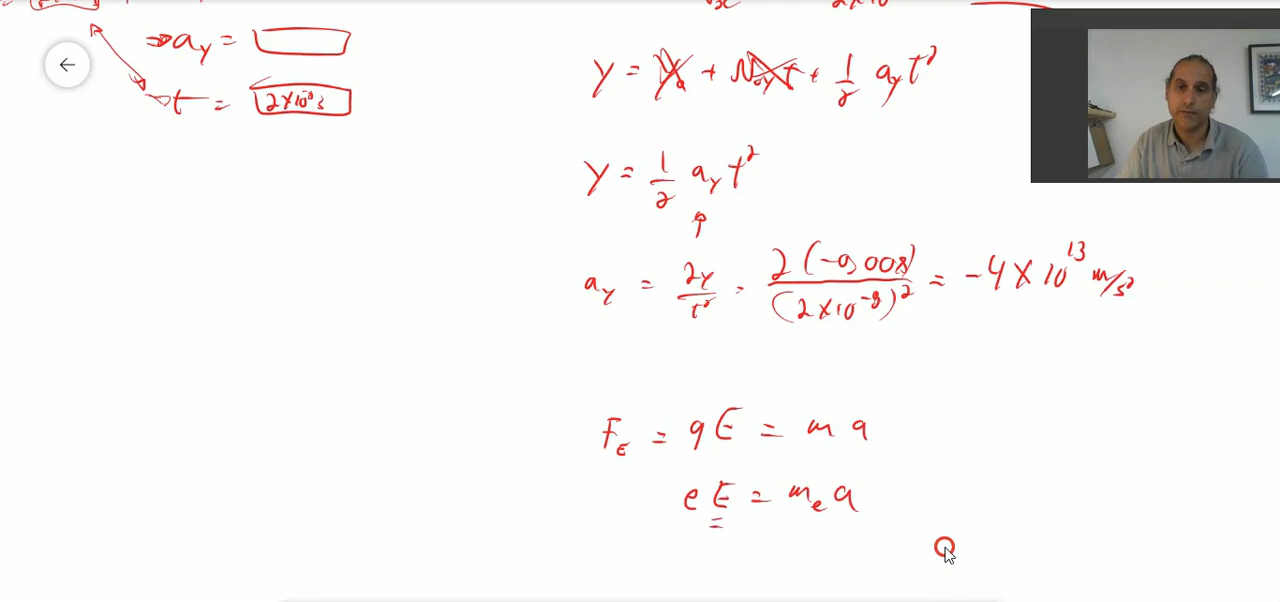 → a_y =
→ t = 2×10⁻⁸ s
y = y₀ + v₀y t + 1/2 a_y t²
y = 1/2 a_y t²
a_y = 2y/t² = 2(-0.008)/(2×10⁻⁸)² = -4×10¹³ m/s²
F_E = qE = ma
eE = m_e a